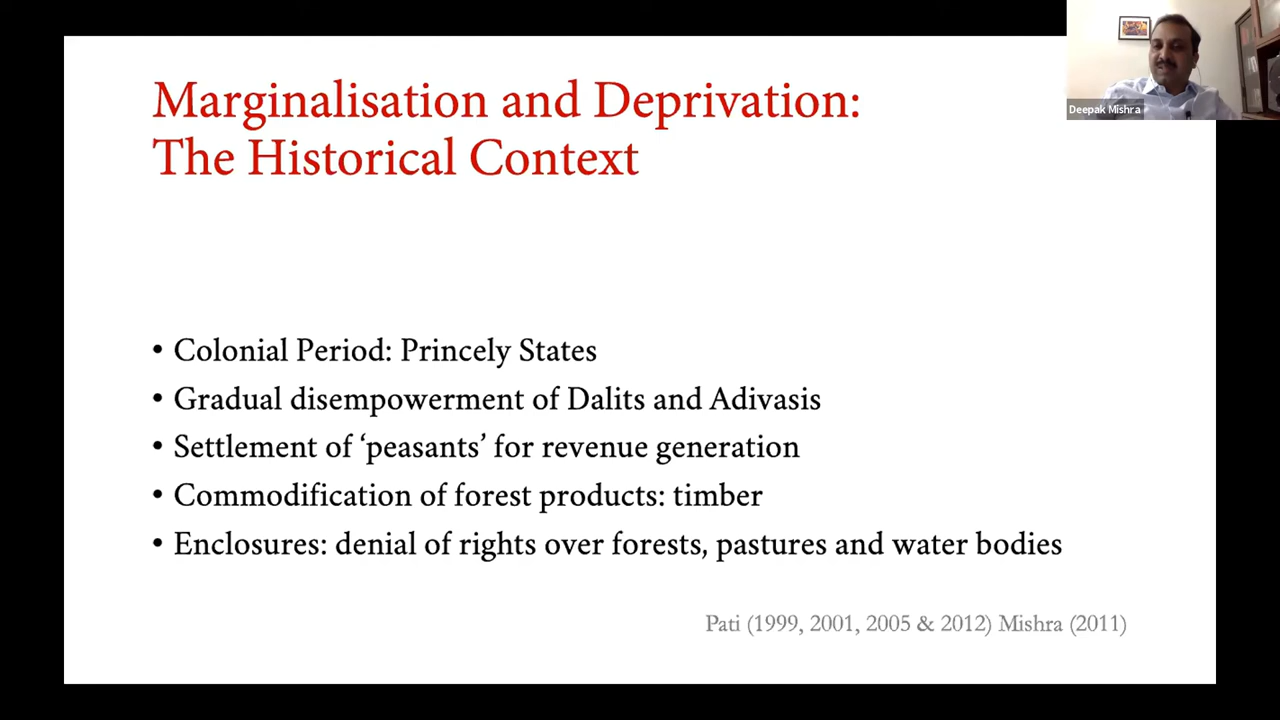 Marginalisation and Deprivation:
The Historical Context
Deepak Mishra
• Colonial Period: Princely States
• Gradual disempowerment of Dalits and Adivasis
• Settlement of ‘peasants’ for revenue generation
• Commodification of forest products: timber
• Enclosures: denial of rights over forests, pastures and water bodies
Pati (1999, 2001, 2005 & 2012) Mishra (2011)